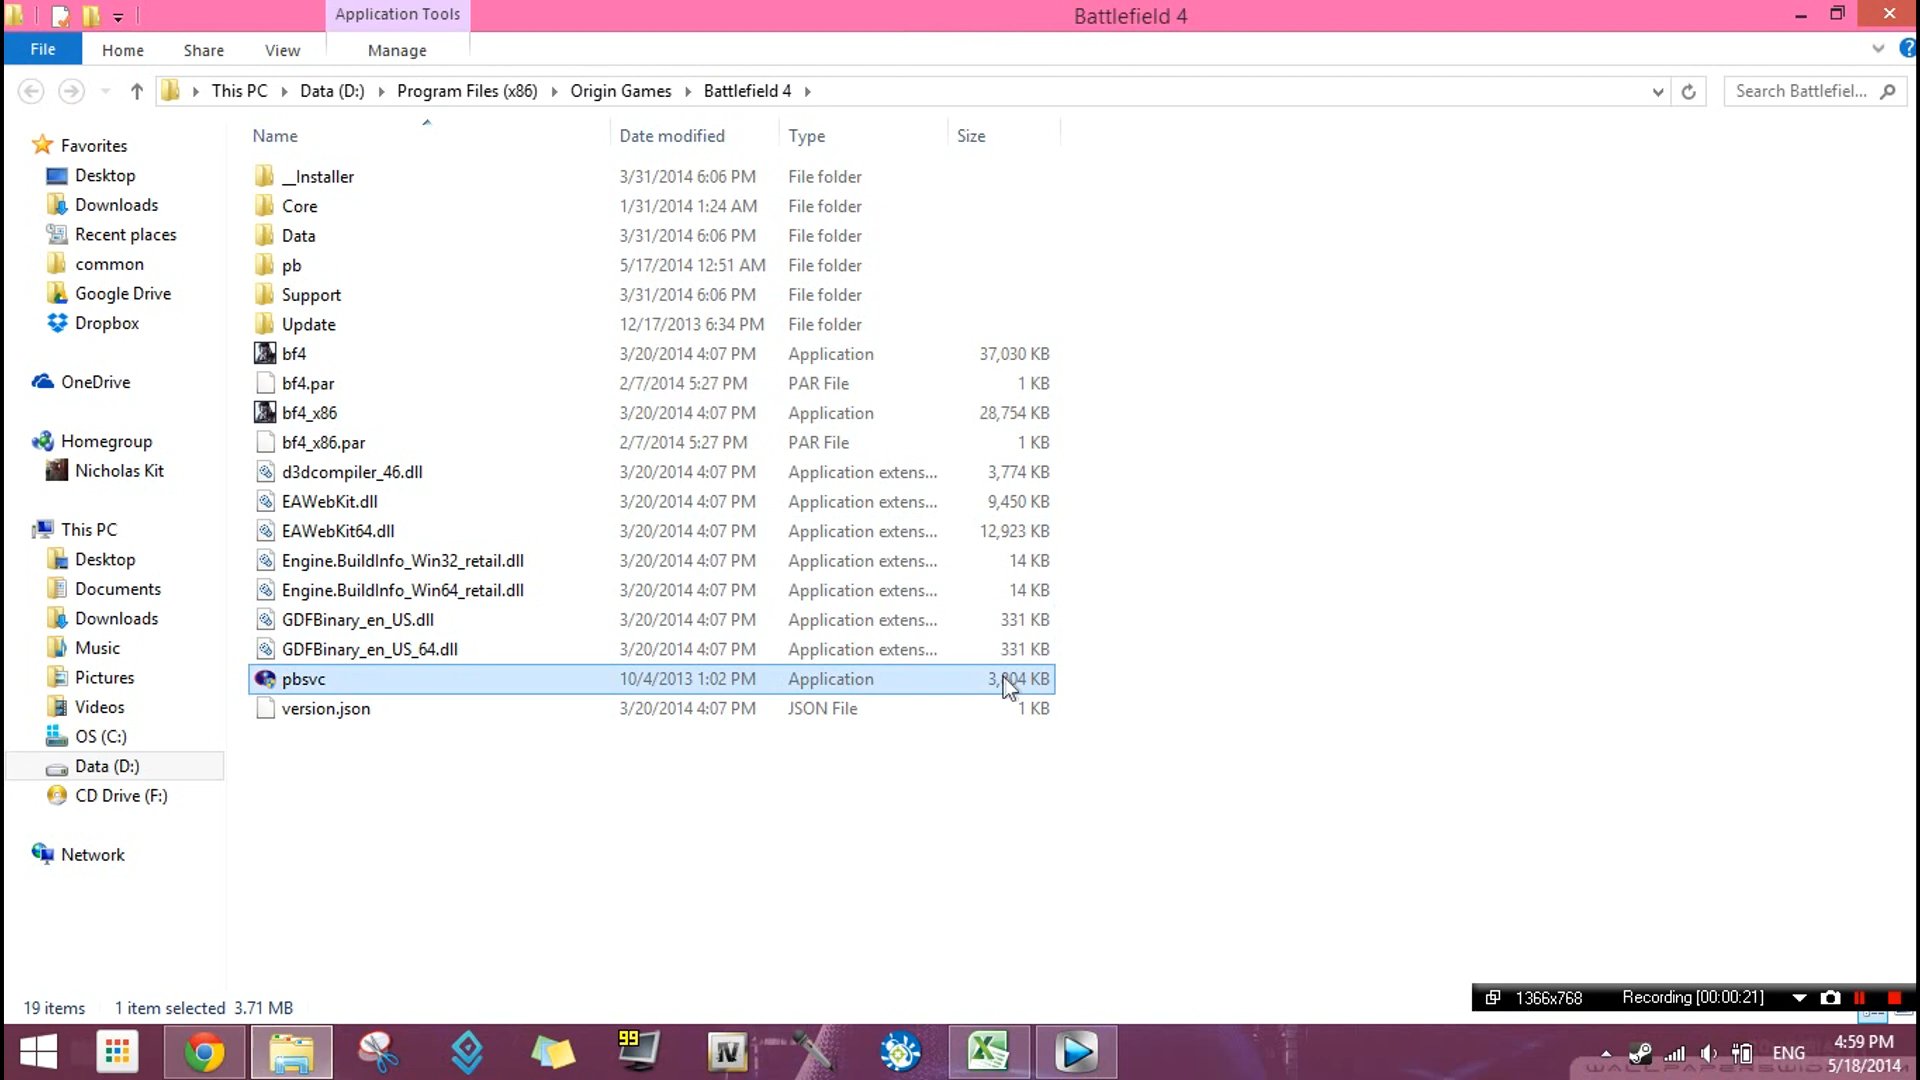 Application Tools
Battlefield 4
File Home Share View Manage
This PC Data (D:) Program Files (x86) Origin Games Battlefield 4
Search Battlefiel...
Name Date modified Type Size
Favorites
Desktop
Downloads
Recent places
common
Google Drive
Dropbox
OneDrive
Homegroup
Nicholas Kit
This PC
Desktop
Documents
Downloads
Music
Pictures
Videos
OS (C:)
Data (D:)
CD Drive (F:)
Network
__Installer 3/31/2014 6:06 PM File folder
Core 1/31/2014 1:24 AM File folder
Data 3/31/2014 6:06 PM File folder
pb 5/17/2014 12:51 AM File folder
Support 3/31/2014 6:06 PM File folder
Update 12/17/2013 6:34 PM File folder
bf4 3/20/2014 4:07 PM Application 37,030 KB
bf4.par 2/7/2014 5:27 PM PAR File 1 KB
bf4_x86 3/20/2014 4:07 PM Application 28,754 KB
bf4_x86.par 2/7/2014 5:27 PM PAR File 1 KB
d3dcompiler_46.dll 3/20/2014 4:07 PM Application extens... 3,774 KB
EAWebKit.dll 3/20/2014 4:07 PM Application extens... 9,450 KB
EAWebKit64.dll 3/20/2014 4:07 PM Application extens... 12,923 KB
Engine.BuildInfo_Win32_retail.dll 3/20/2014 4:07 PM Application extens... 14 KB
Engine.BuildInfo_Win64_retail.dll 3/20/2014 4:07 PM Application extens... 14 KB
GDFBinary_en_US.dll 3/20/2014 4:07 PM Application extens... 331 KB
GDFBinary_en_US_64.dll 3/20/2014 4:07 PM Application extens... 331 KB
pbsvc 10/4/2013 1:02 PM Application KB
version.json 3/20/2014 4:07 PM JSON File 1 KB
19 items 1 item selected 3.71 MB
1366x768 Recording [00:00:21]
99
IV
ENG
4:59 PM
5/18/2014